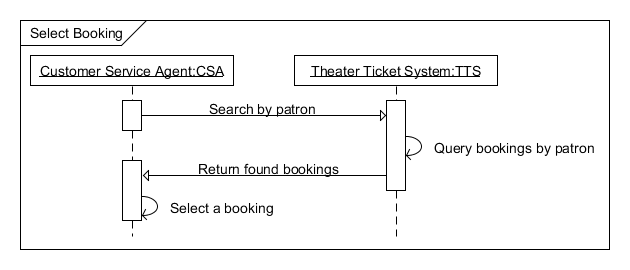 Select Booking
Customer Service Agent:CSA
Theater Ticket System:TTS
Search by patron
Query bookings by patron
Return found bookings
Select a booking